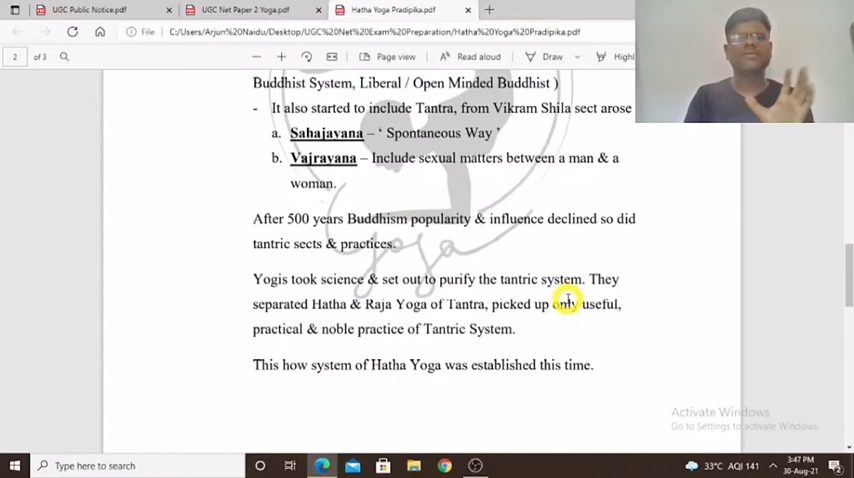 UGC Public Notice.pdf
UGC Net Paper 2 Yoga.pdf
Hatha Yoga Pradipika.pdf
File
C:/Users/Arjun%20Naidu/Desktop/UGC%20Net%20Exam%20Preparation/Hatha%20Yoga%20Pradipika.pdf
2 of 3
Page view
Read aloud
Draw
Highl
Buddhist System, Liberal / Open Minded Buddhist )
- It also started to include Tantra, from Vikram Shila sect arose
a. Sahajayana – ‘ Spontaneous Way ’
b. Vajrayana – Include sexual matters between a man & a
woman.
yoga
After 500 years Buddhism popularity & influence declined so did
tantric sects & practices.
Yogis took science & set out to purify the tantric system. They
separated Hatha & Raja Yoga of Tantra, picked up only useful,
practical & noble practice of Tantric System.
This how system of Hatha Yoga was established this time.
Activate Windows
Go to Settings to activate Windows.
Type here to search
33°C AQI 141
3:47 PM
30-Aug-21
2